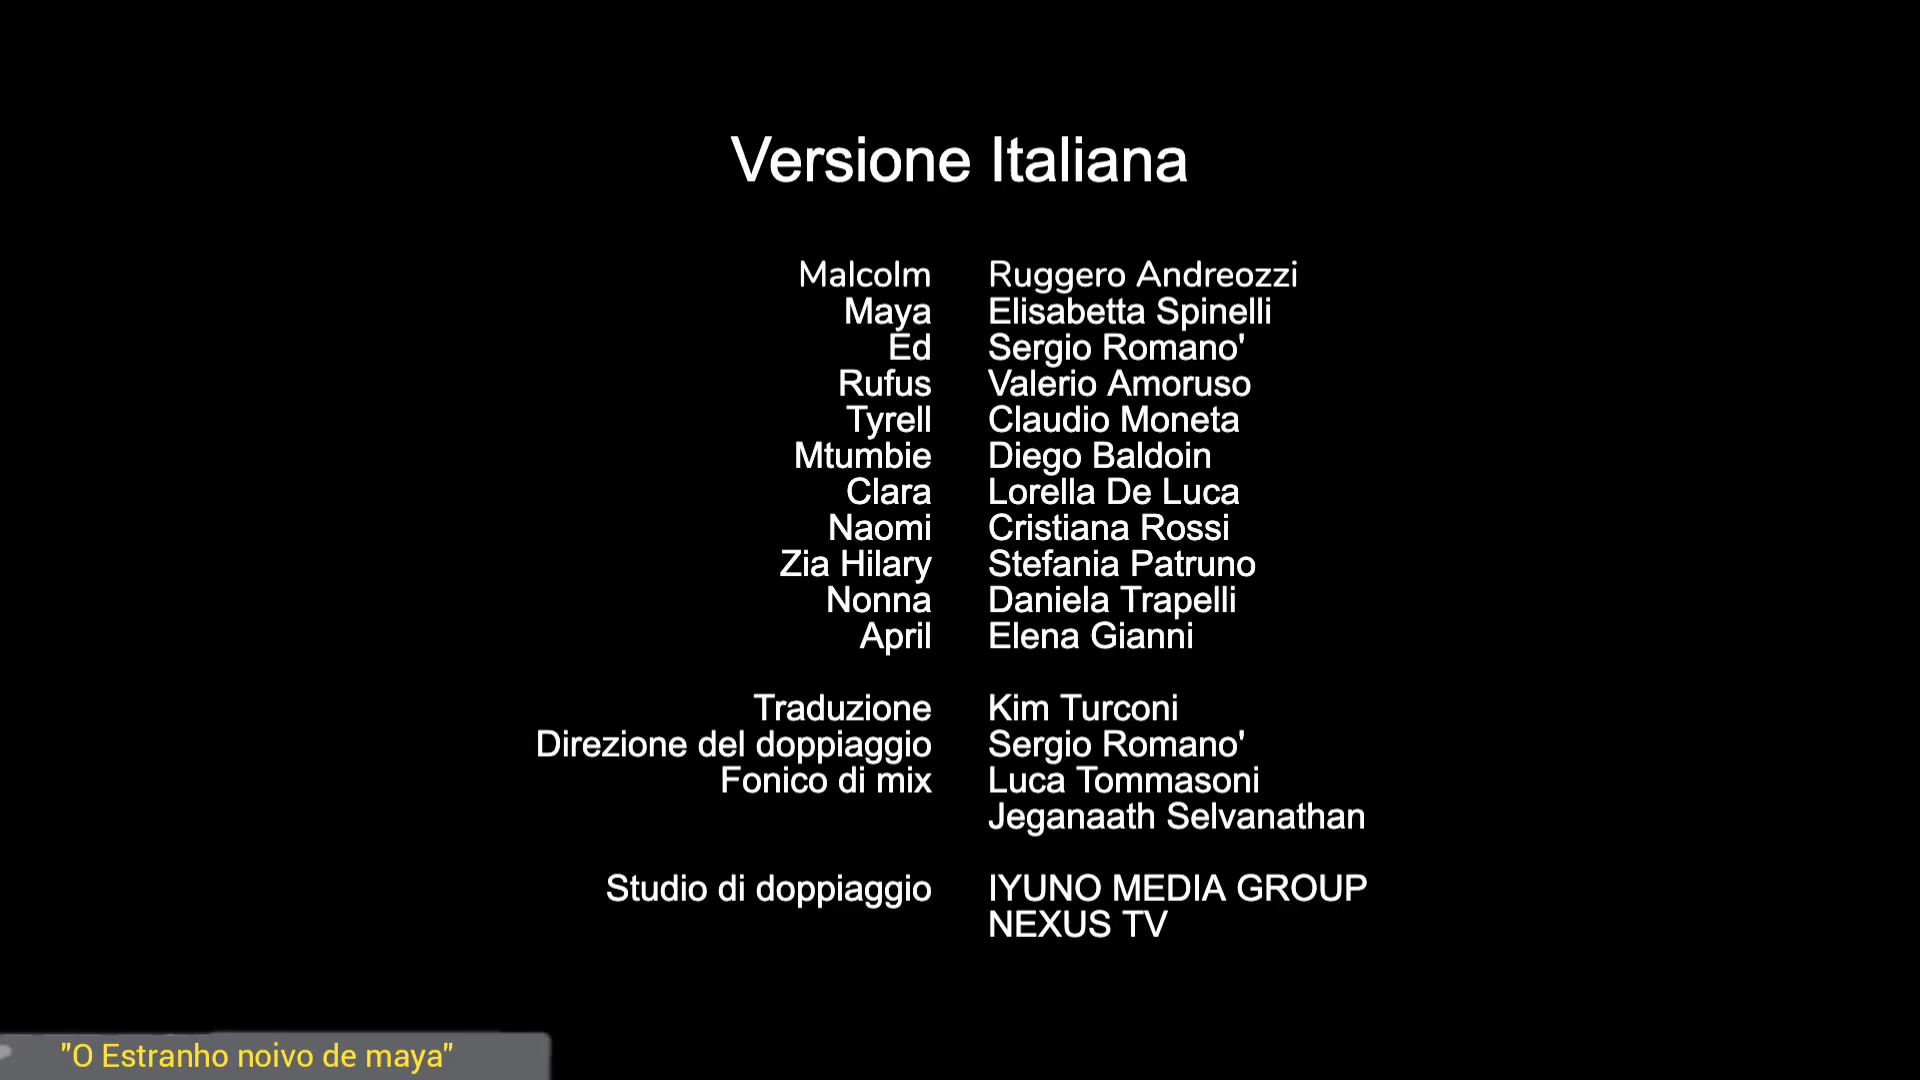 Versione Italiana
Malcolm Ruggero Andreozzi
Maya Elisabetta Spinelli
Ed Sergio Romano'
Rufus Valerio Amoruso
Tyrell Claudio Moneta
Mtumbie Diego Baldoin
Clara Lorella De Luca
Naomi Cristiana Rossi
Zia Hilary Stefania Patruno
Nonna Daniela Trapelli
April Elena Gianni
Traduzione Kim Turconi
Direzione del doppiaggio Sergio Romano'
Fonico di mix Luca Tommasoni
Jeganaath Selvanathan
Studio di doppiaggio IYUNO MEDIA GROUP
NEXUS TV
"O Estranho noivo de maya"